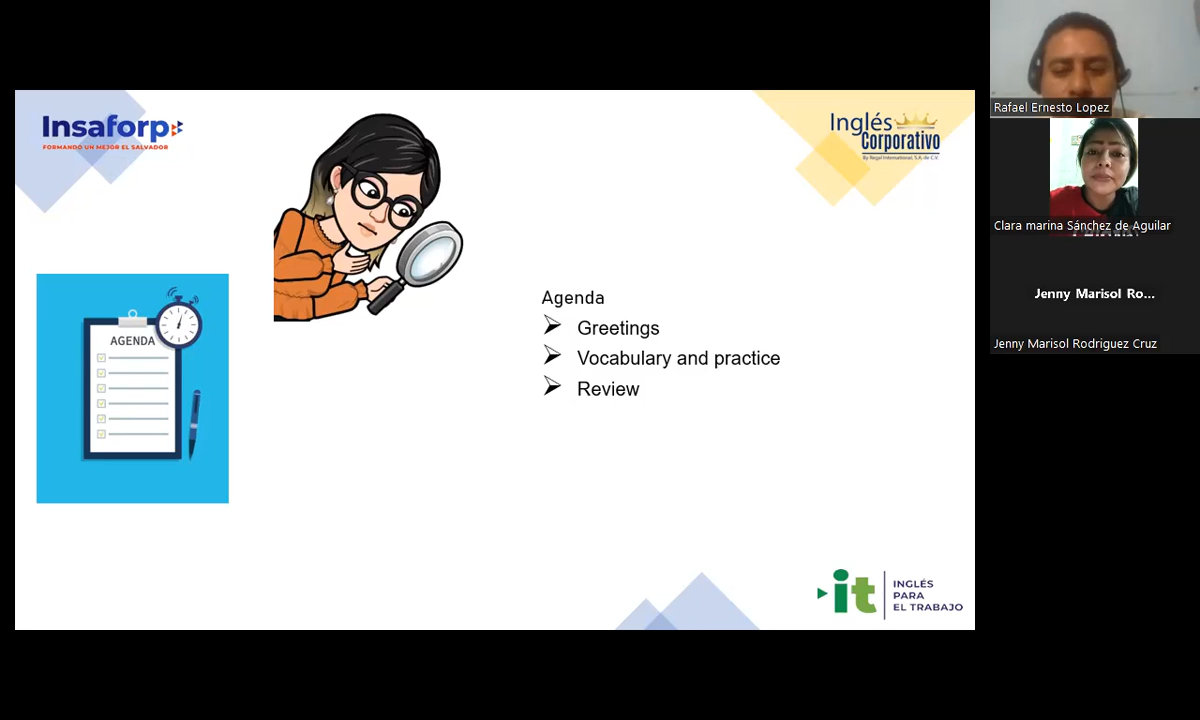 Insaforp
FORMANDO UN MEJOR EL SALVADOR
Inglés
Corporativo
By Regal International, S.A. de C.V.
AGENDA
Agenda
Greetings
Vocabulary and practice
Review
it
INGLÉS
PARA
EL TRABAJO
Rafael Ernesto Lopez
Clara marina Sánchez de Aguilar
Jenny Marisol Ro...
Jenny Marisol Rodriguez Cruz